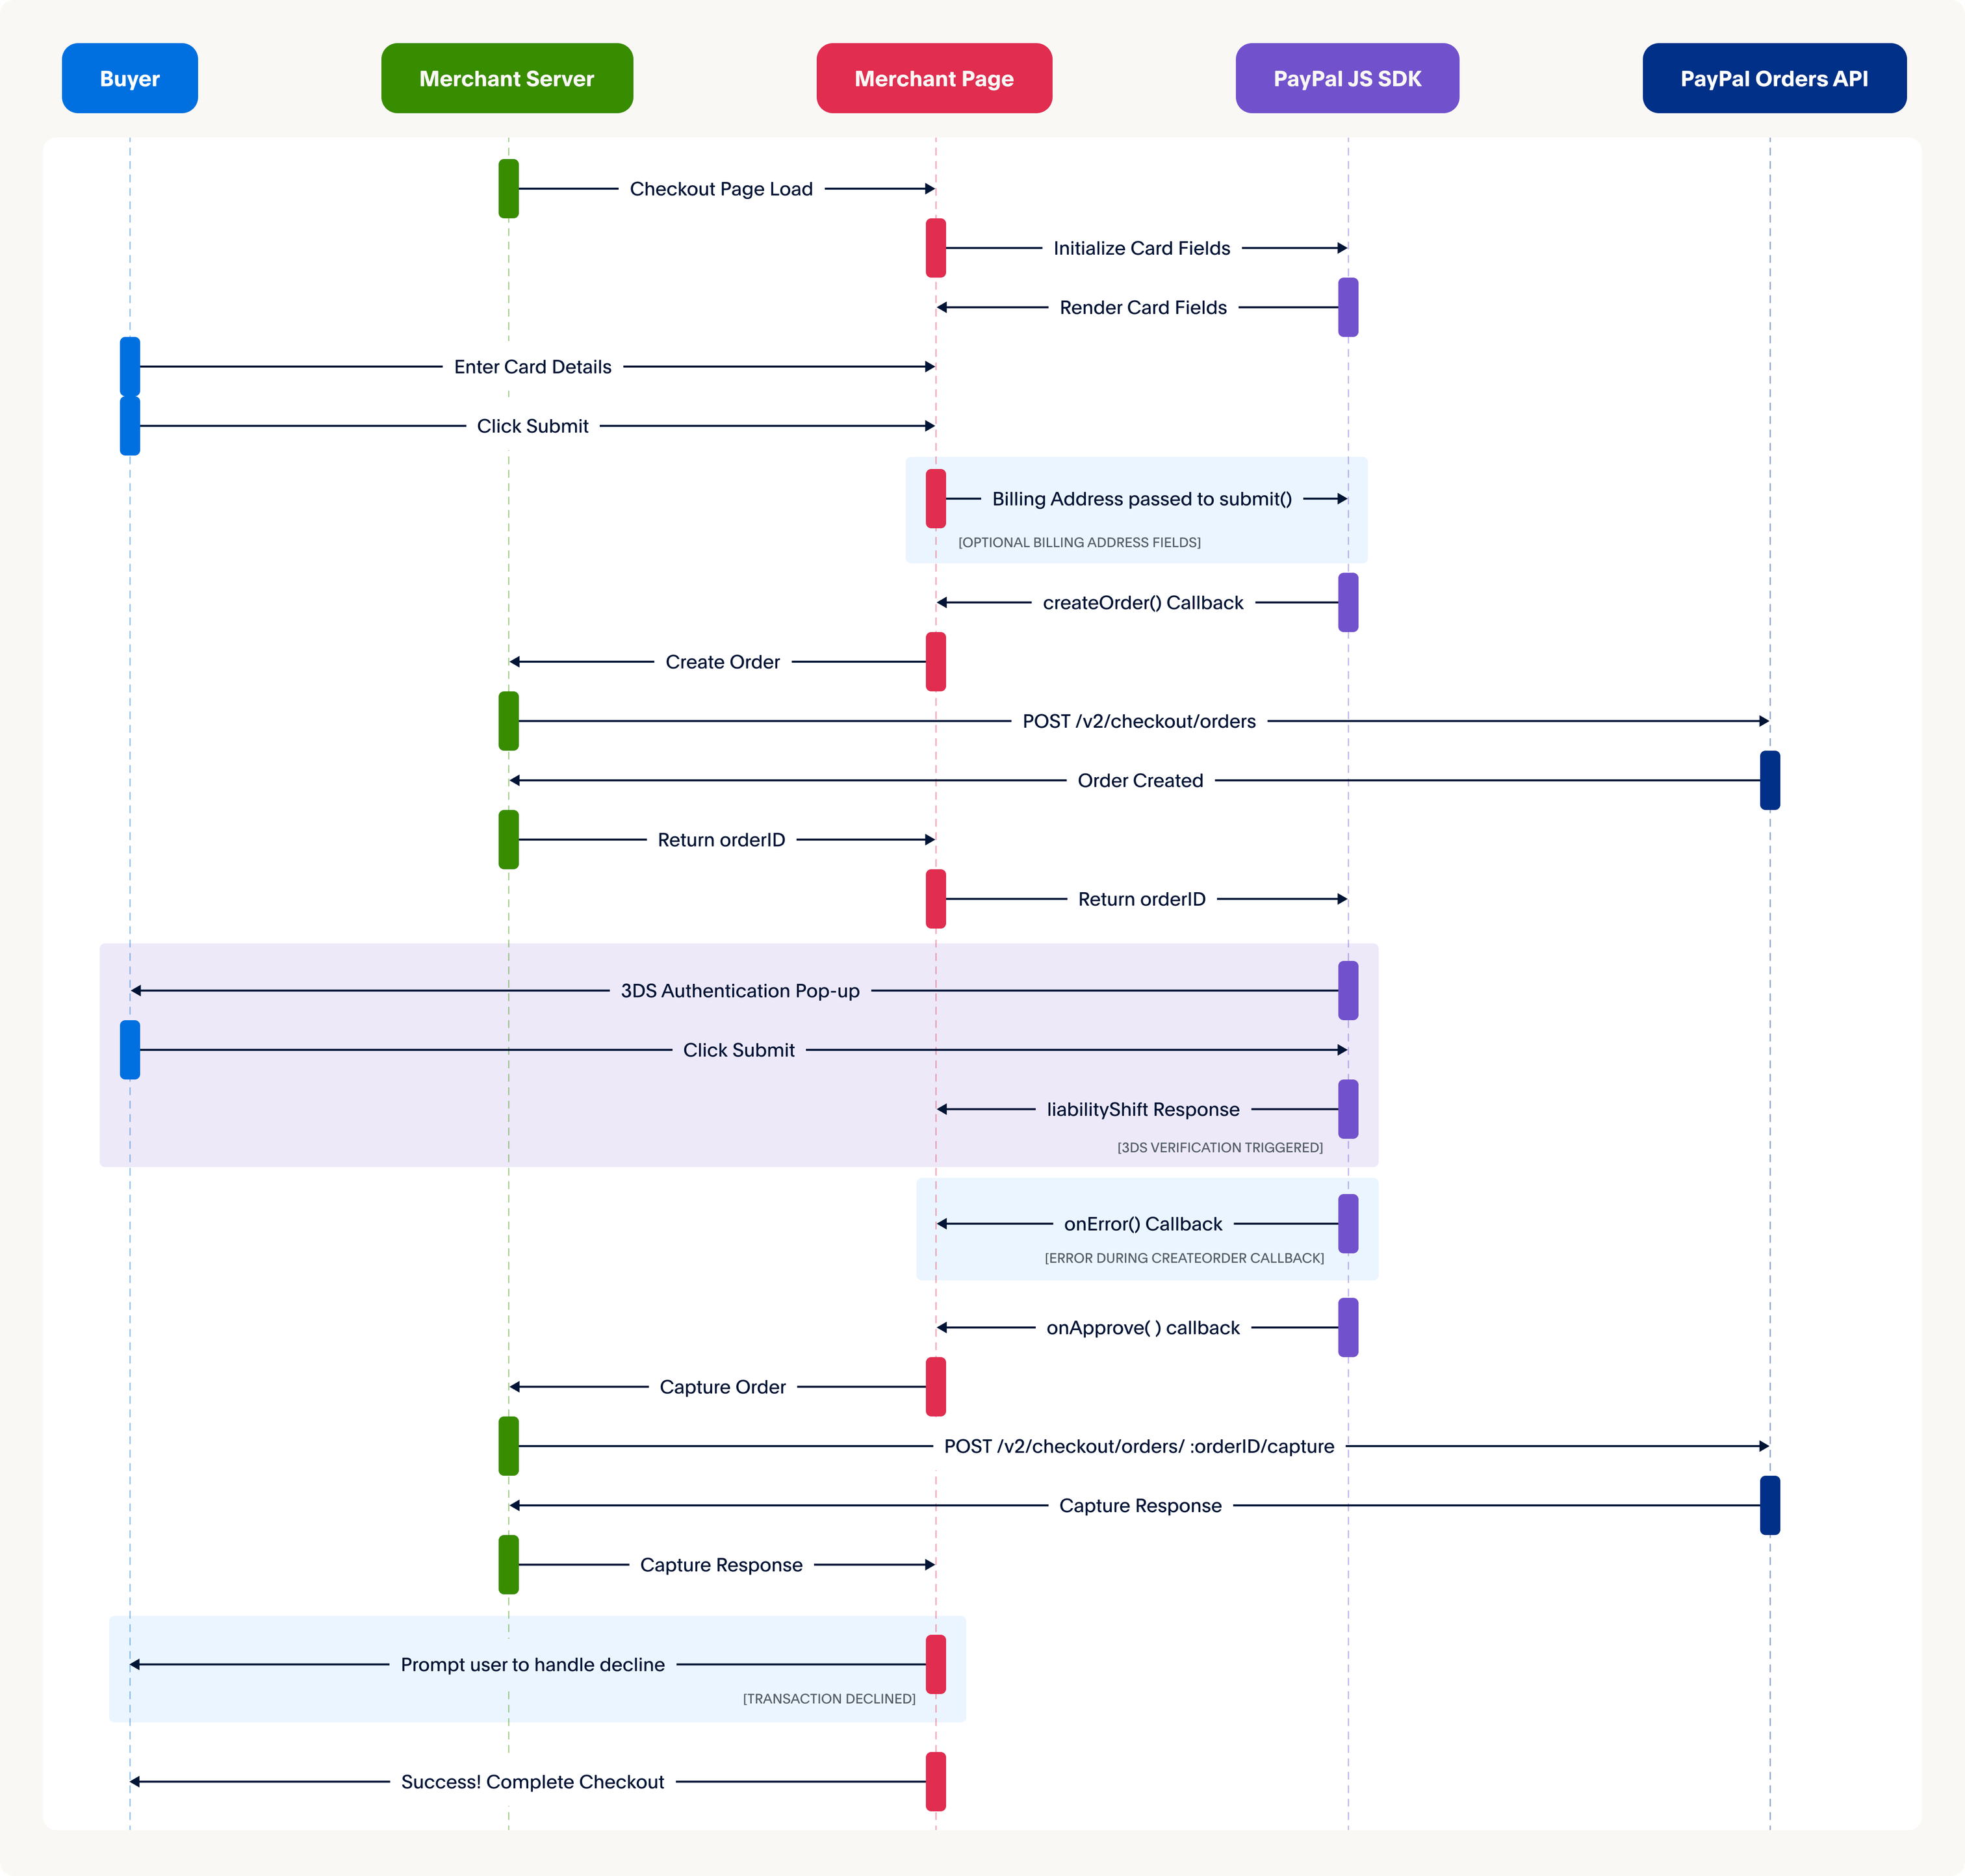 Buyer
Merchant Server
Merchant Page
PayPal JS SDK
PayPal Orders API
Checkout Page Load
Initialize Card Fields
Render Card Fields
Enter Card Details
Click Submit
Billing Address passed to submit()
[OPTIONAL BILLING ADDRESS FIELDS]
createOrder() Callback
Create Order
POST /v2/checkout/orders
Order Created
Return orderID
Return orderID
3DS Authentication Pop-up
Click Submit
liabilityShift Response
[3DS VERIFICATION TRIGGERED]
onError() Callback
[ERROR DURING CREATEORDER CALLBACK]
onApprove( ) callback
Capture Order
POST /v2/checkout/orders/ :orderID/capture
Capture Response
Capture Response
Prompt user to handle decline
[TRANSACTION DECLINED]
Success! Complete Checkout